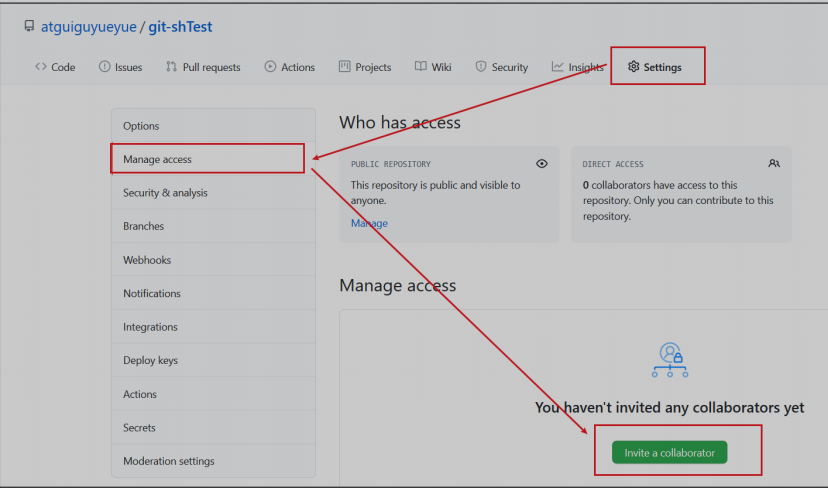 atguiguyueyue / git-shTest
Code Issues Pull requests Actions Projects Wiki Security Insights Settings
Options
Manage access
Security & analysis
Branches
Webhooks
Notifications
Integrations
Deploy keys
Actions
Secrets
Moderation settings
Who has access
PUBLIC REPOSITORY
This repository is public and visible to
anyone.
Manage
DIRECT ACCESS
0 collaborators have access to this
repository. Only you can contribute to this
repository.
Manage access
You haven't invited any collaborators yet
Invite a collaborator